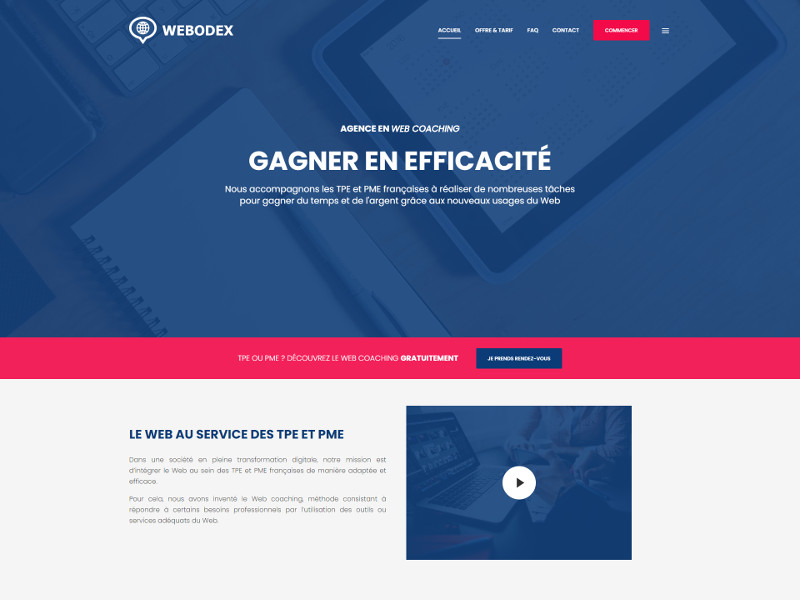 WEBODEX
ACCUEIL
OFFRE & TARIF
FAQ
CONTACT
COMMENCER
AGENCE EN WEB COACHING
GAGNER EN EFFICACITÉ
Nous accompagnons les TPE et PME françaises à réaliser de nombreuses tâches
pour gagner du temps et de l'argent grâce aux nouveaux usages du Web
TPE OU PME ? DÉCOUVREZ LE WEB COACHING GRATUITEMENT
JE PRENDS RENDEZ-VOUS
LE WEB AU SERVICE DES TPE ET PME
Dans une société en pleine transformation digitale, notre mission est
d'intégrer le Web au sein des TPE et PME françaises de manière adaptée et
efficace.
Pour cela, nous avons inventé le Web coaching, méthode consistant à
répondre à certains besoins professionnels par l'utilisation des outils ou
services adéquats du Web.